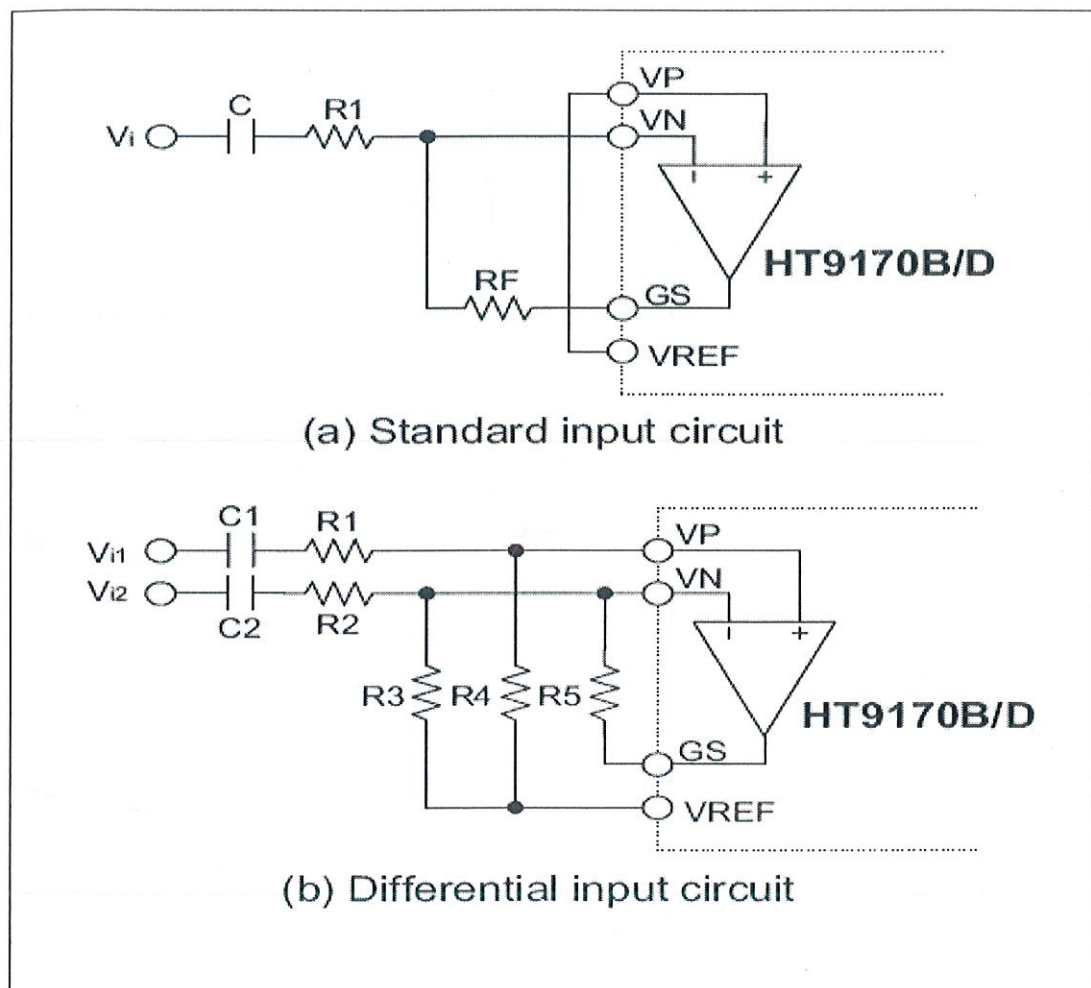 VP
C R1 VN
Vi
- +
HT9170B/D
RF GS
VREF
(a) Standard input circuit
C1 R1 VP
Vi1
VN
Vi2
C2 R2
- +
R3 R4 R5
HT9170B/D
GS
VREF
(b) Differential input circuit